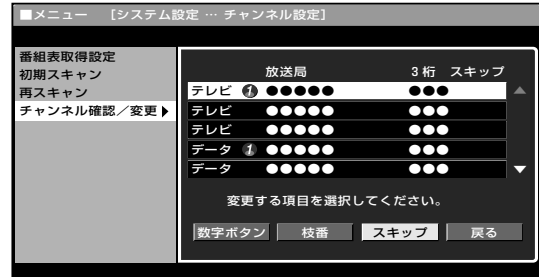 ■メニュー [システム設定 … チャンネル設定]
番組表取得設定
初期スキャン
再スキャン
チャンネル確認／変更▶
放送局 3桁 スキップ
テレビ 1 ●●●●● ●●●
テレビ ●●●●● ●●●
テレビ ●●●●● ●●●
データ 1 ●●●●● ●●●
データ ●●●●● ●●●
変更する項目を選択してください。
数字ボタン 枝番 スキップ 戻る